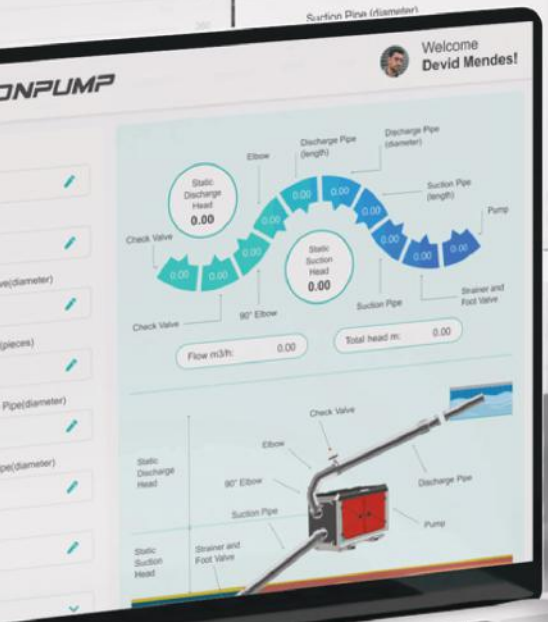 Suction Pipe (diameter)
ONPUMP
Welcome
Devid Mendes!
Discharge Pipe
(length)
Discharge Pipe
(diameter)
Elbow
Static
Discharge
Head
0.00
Suction Pipe
(length)
Pump
Check Valve
0.00
0.00
0.00
0.00
0.00
0.00
0.00
0.00
0.00
0.00
Static
Suction
Head
0.00
Check Valve
90° Elbow
Suction Pipe
Strainer and
Foot Valve
Flow m3/h:
0.00
Total head m:
0.00
ve(diameter)
(pieces)
Pipe(diameter)
pe(diameter)
Check Valve
Elbow
Static
Discharge
Head
90° Elbow
Discharge Pipe
Suction Pipe
Pump
Static
Suction
Head
Strainer and
Foot Valve